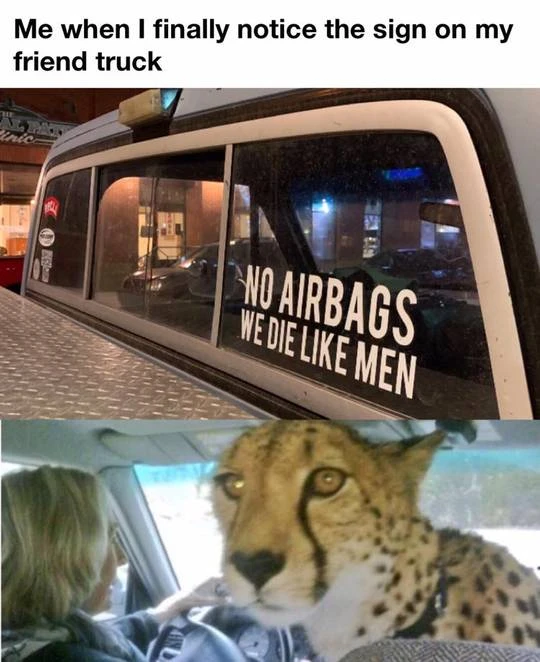 Me when I finally notice the sign on my
friend truck
NO AIRBAGS
WE DIE LIKE MEN